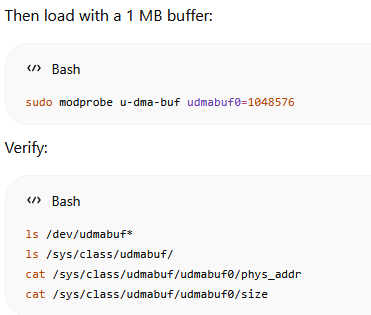 Then load with a 1 MB buffer:
</> Bash
sudo modprobe u-dma-buf udmabuf0=1048576
Verify:
</> Bash
ls /dev/udmabuf*
ls /sys/class/udmabuf/
cat /sys/class/udmabuf/udmabuf0/phys_addr
cat /sys/class/udmabuf/udmabuf0/size